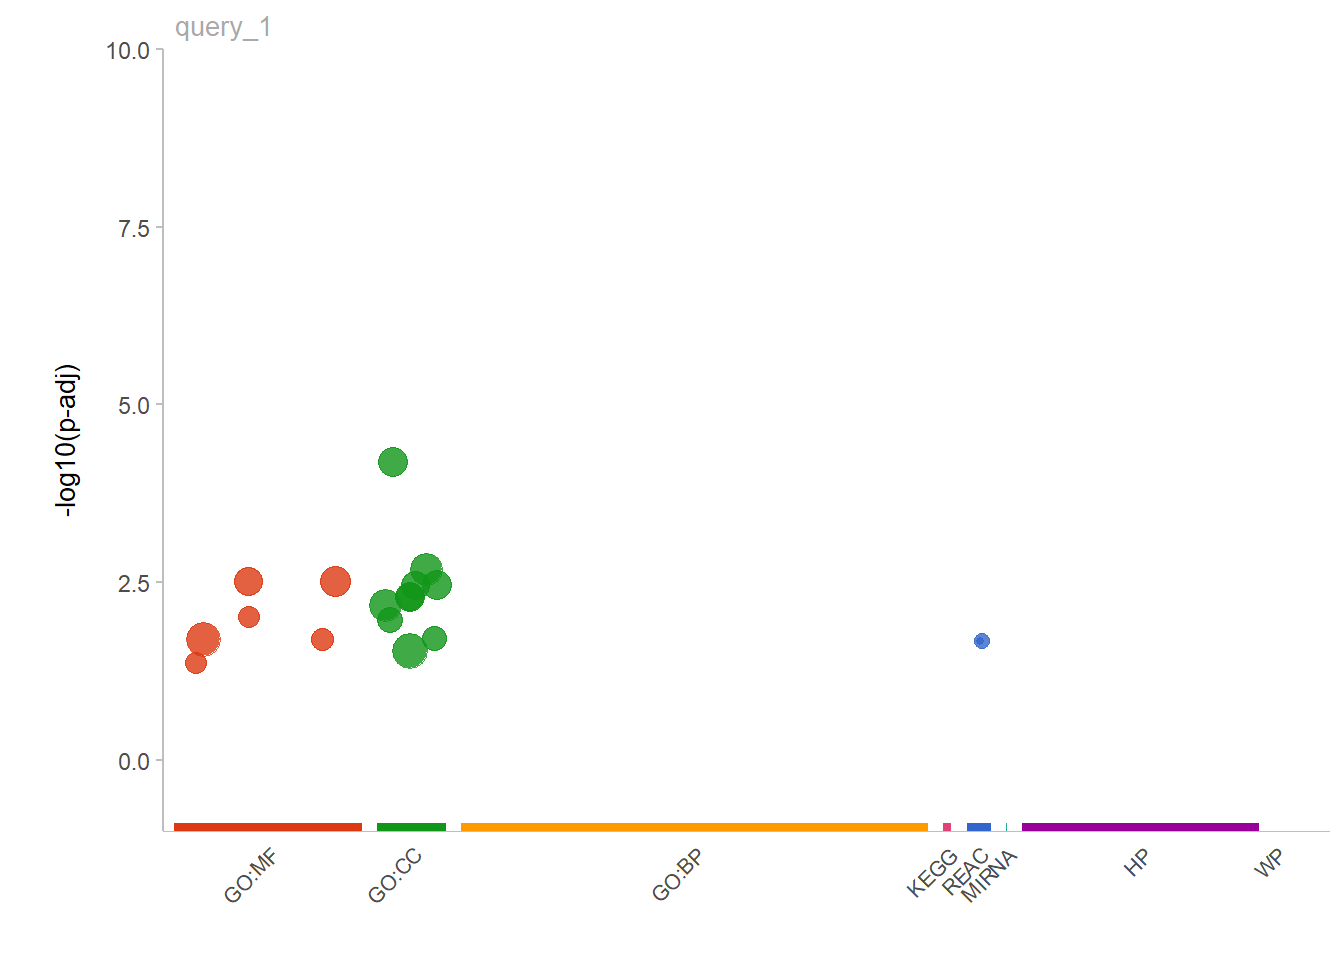 query_1
10.0
7.5
5.0
2.5
0.0
-log10(p-adj)
GO:MF
GO:CC
GO:BP
KEGG
REAC
MIRNA
HP
WP